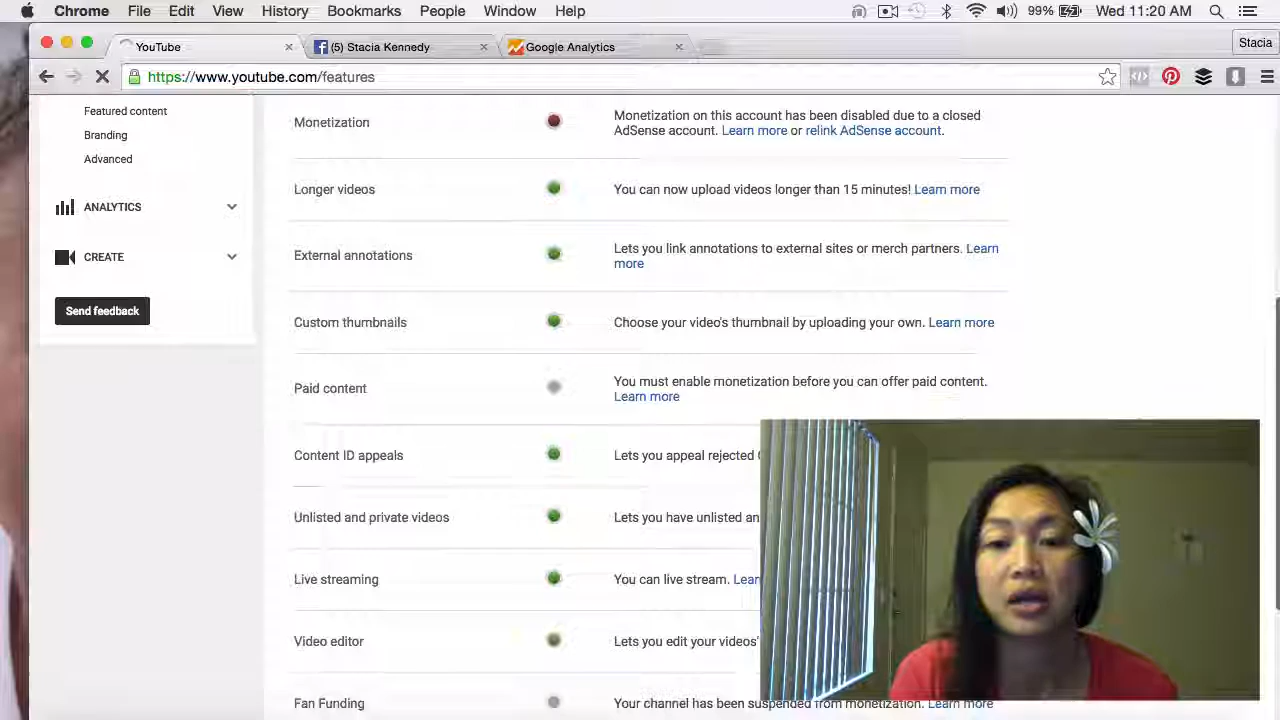 Chrome File Edit View History Bookmarks People Window Help 99% Wed 11:20 AM
YouTube (5) Stacia Kennedy Google Analytics Stacia
https://www.youtube.com/features
Featured content
Branding
Advanced
ANALYTICS
CREATE
Send feedback
Monetization
Monetization on this account has been disabled due to a closed
AdSense account. Learn more or relink AdSense account.
Longer videos
You can now upload videos longer than 15 minutes! Learn more
External annotations
Lets you link annotations to external sites or merch partners. Learn
more
Custom thumbnails
Choose your video's thumbnail by uploading your own. Learn more
Paid content
You must enable monetization before you can offer paid content.
Learn more
Content ID appeals
Lets you appeal rejected
Unlisted and private videos
Lets you have unlisted
Live streaming
You can live stream.
Video editor
Lets you edit your videos'
Fan Funding
Your channel has been suspended from monetization. Learn more